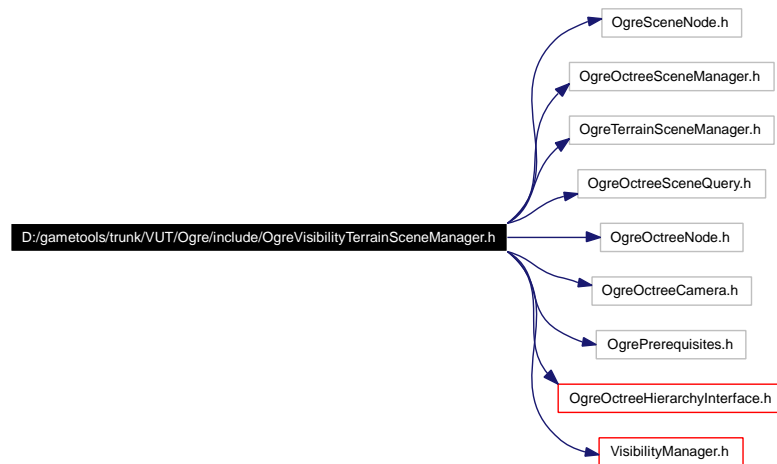 OgreSceneNode.h
OgreOctreeSceneManager.h
OgreTerrainSceneManager.h
OgreOctreeSceneQuery.h
D:/gametools/trunk/VUT/Ogre/include/OgreVisibilityTerrainSceneManager.h
OgreOctreeNode.h
OgreOctreeCamera.h
OgrePrerequisites.h
OgreOctreeHierarchyInterface.h
VisibilityManager.h